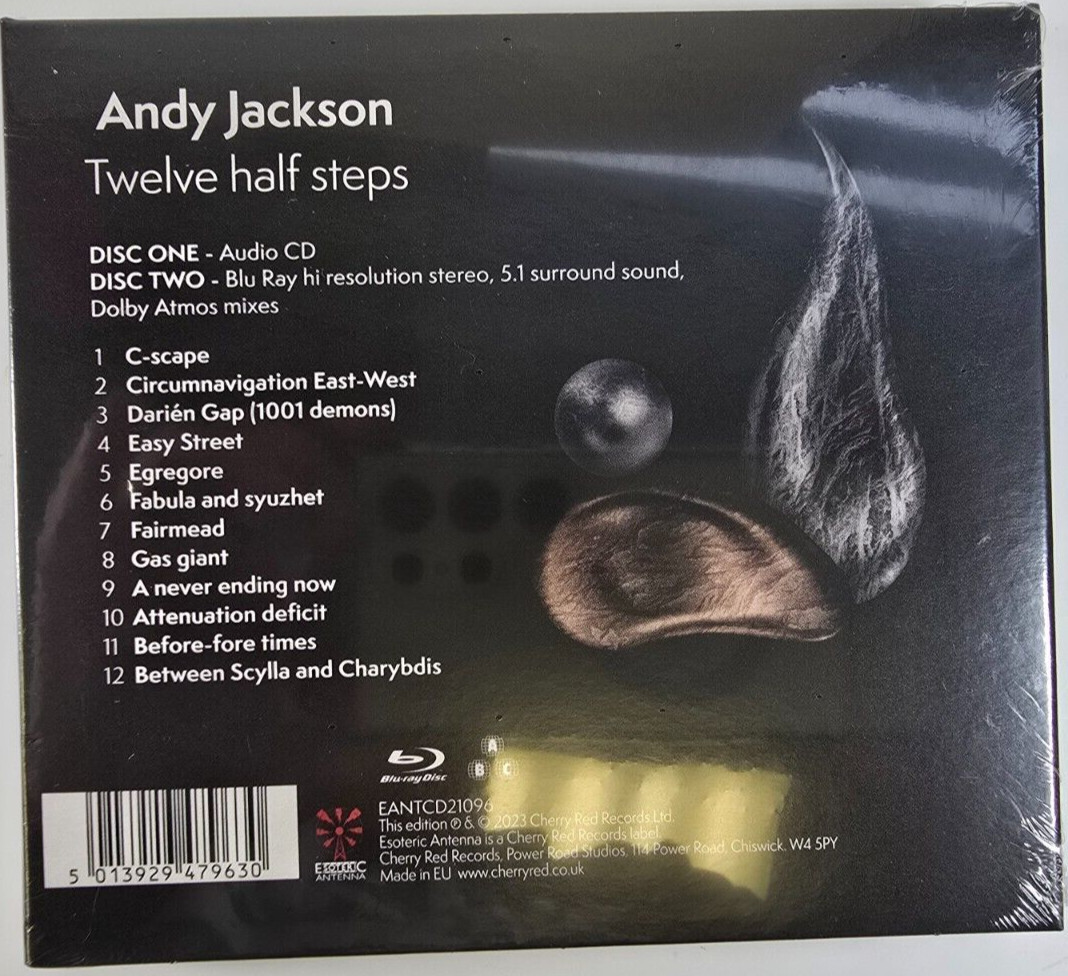 Andy Jackson
Twelve half steps
DISC ONE - Audio CD
DISC TWO - Blu Ray hi resolution stereo, 5.1 surround sound,
Dolby Atmos mixes
1 C-scape
2 Circumnavigation East-West
3 Darién Gap (1001 demons)
4 Easy Street
5 Egregore
6 Fabula and syuzhet
7 Fairmead
8 Gas giant
9 A never ending now
10 Attenuation deficit
11 Before-fore times
12 Between Scylla and Charybdis
Blu-ray Disc
A
B C
EANTCD21096
This edition ℗ & © 2023 Cherry Red Records Ltd.
Esoteric Antenna is a Cherry Red Records label.
Cherry Red Records, Power Road Studios, 114 Power Road, Chiswick. W4 5PY
Made in EU www.cherryred.co.uk
ESOTERIC
ANTENNA
5 013929 479630